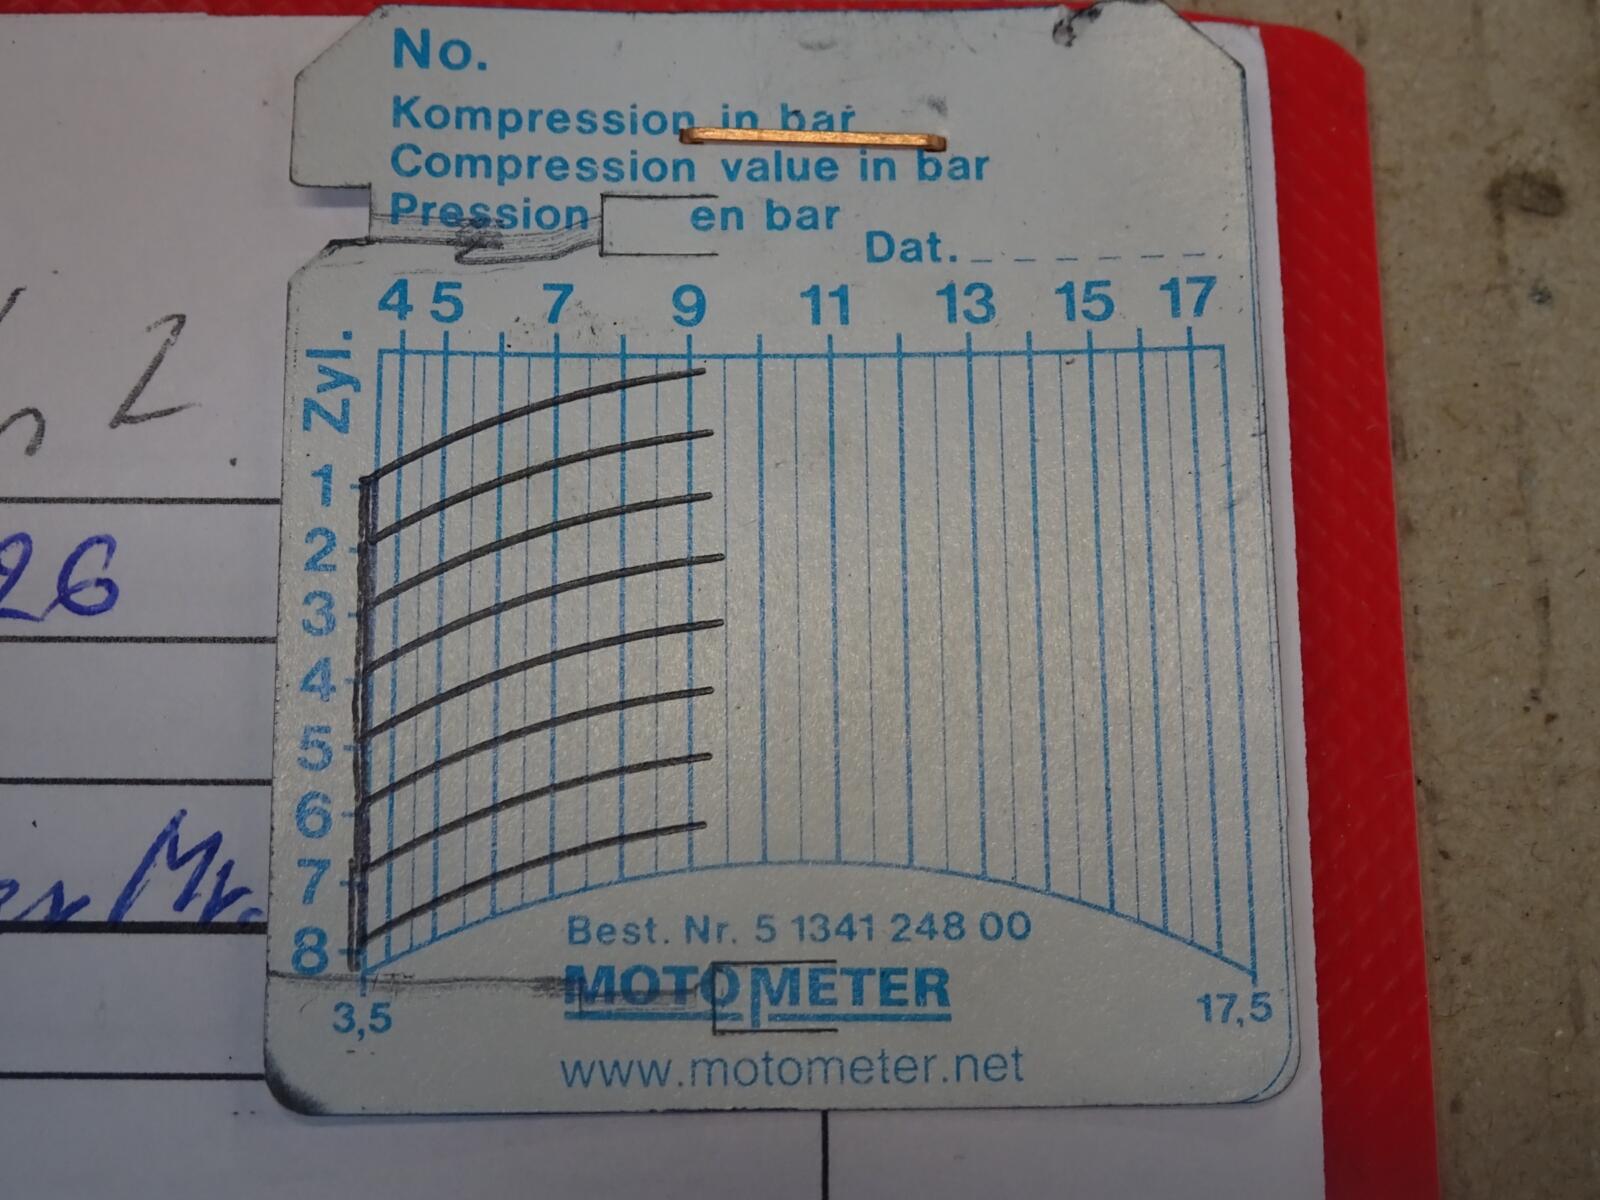 No.
Kompression in bar
Compression value in bar
Pression en bar
Dat.
4 5 7 9 11 13 15 17
Zyl.
1
2
3
4
5
6
7
8
3,5
17,5
Best. Nr. 5 1341 248 00
MOTOMETER
www.motometer.net
2
26
Mr.